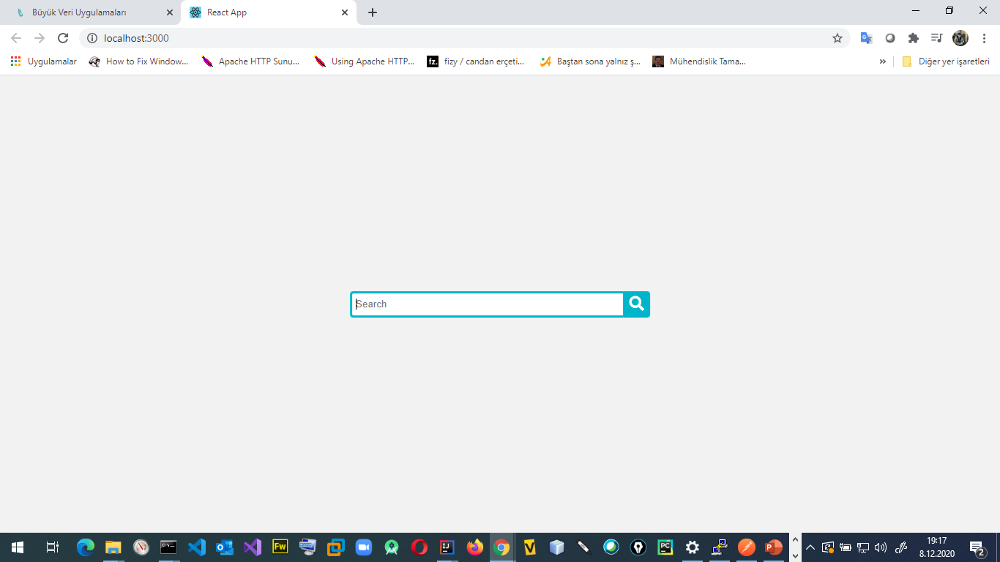 Büyük Veri Uygulamaları
React App
localhost:3000
Uygulamalar
How to Fix Window...
Apache HTTP Sunu...
Using Apache HTTP...
fz.
fizy / candan erçeti...
Baştan sona yalnız ş...
Mühendislik Tama...
»
Diğer yer işaretleri
Search
Fw
IJ
PC
P
19:17
8.12.2020
2